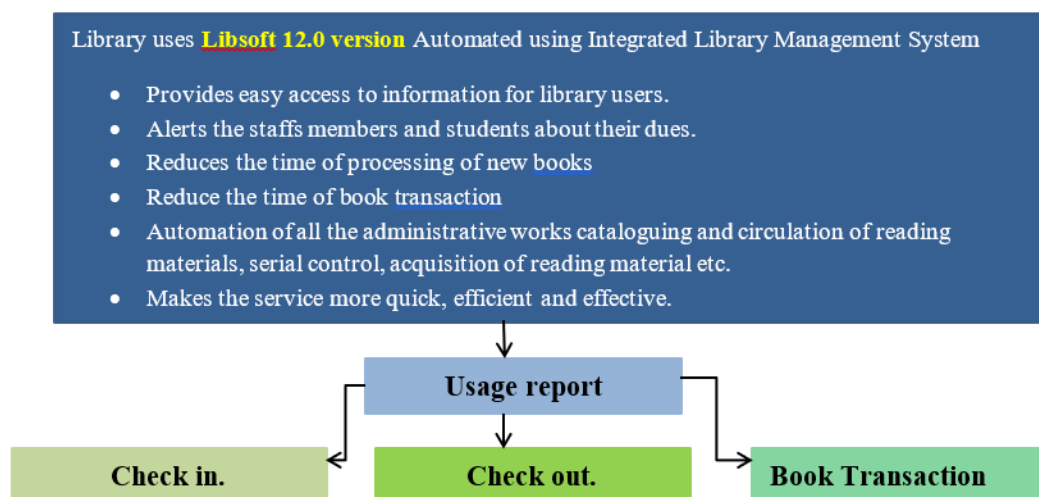 Library uses Libsoft 12.0 version Automated using Integrated Library Management System
• Provides easy access to information for library users.
• Alerts the staffs members and students about their dues.
• Reduces the time of processing of new books
• Reduce the time of book transaction
• Automation of all the administrative works cataloguing and circulation of reading
materials, serial control, acquisition of reading material etc.
• Makes the service more quick, efficient and effective.
Usage report
Check in.
Check out.
Book Transaction